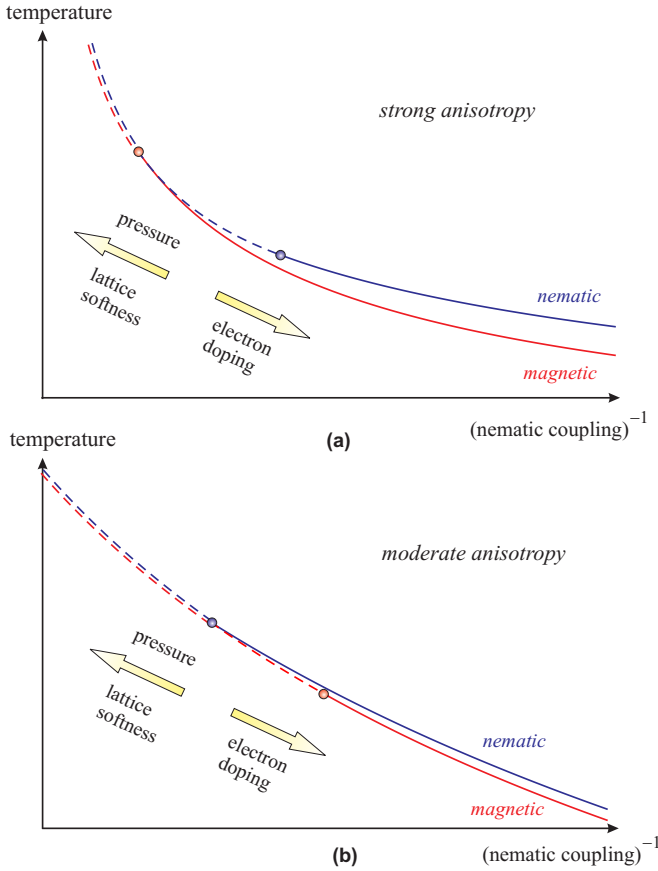 temperature
strong anisotropy
pressure
lattice
softness
electron
doping
nematic
magnetic
(nematic coupling)⁻¹
(a)
temperature
moderate anisotropy
pressure
lattice
softness
electron
doping
nematic
magnetic
(nematic coupling)⁻¹
(b)